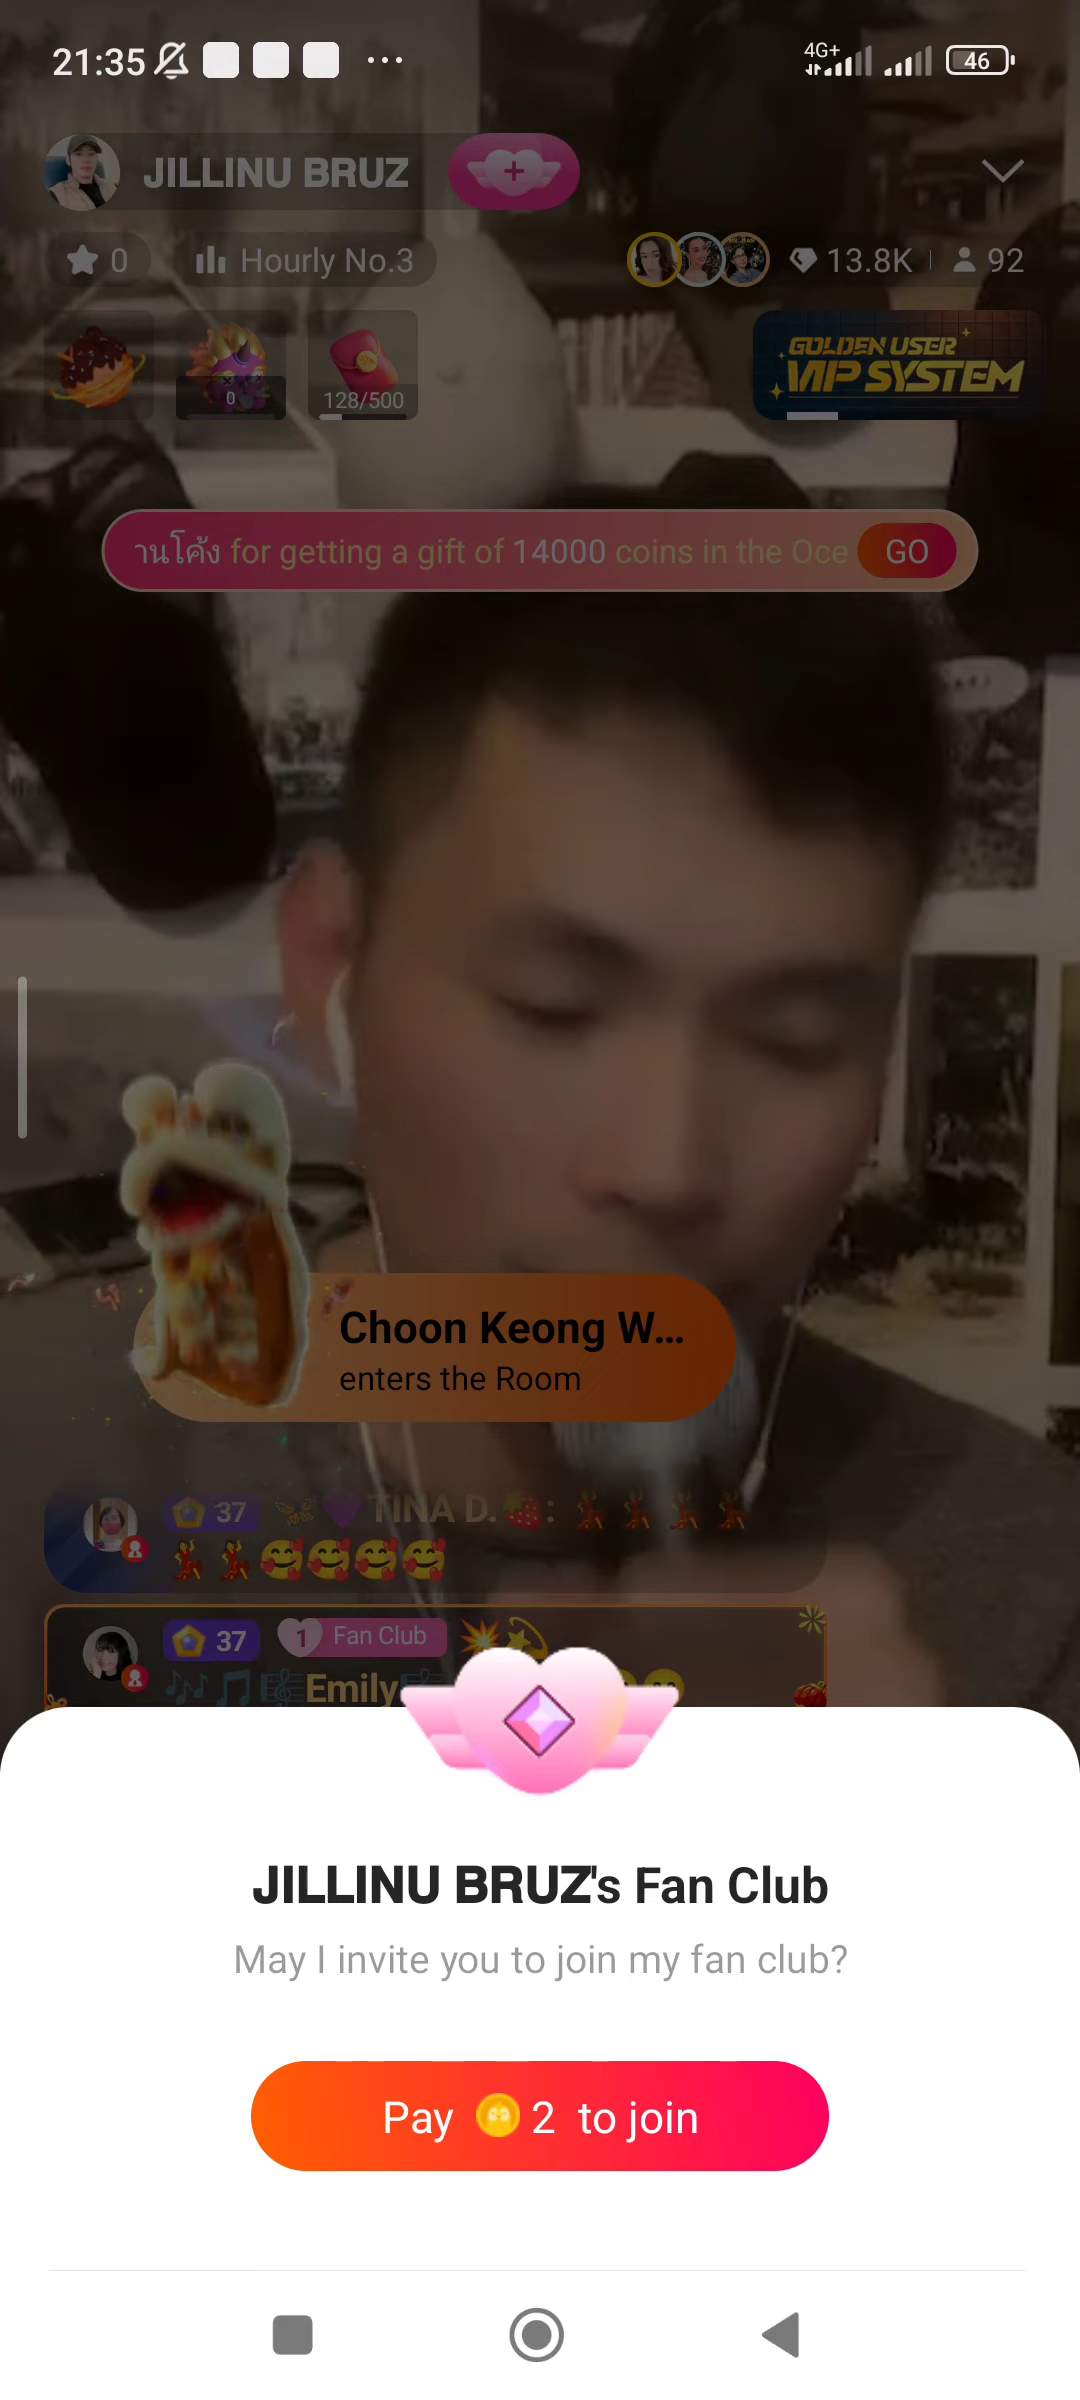 21:35 4G+ 46
JILLINU BRUZ
0 Hourly No.3 13.8K 92
0 128/500 GOLDEN USER
VIP SYSTEM
านโค้ง for getting a gift of 14000 coins in the Oce GO
Choon Keong W...
enters the Room
37 TINA D. :
37 1 Fan Club
Emily
JILLINU BRUZ's Fan Club
May I invite you to join my fan club?
Pay 2 to join